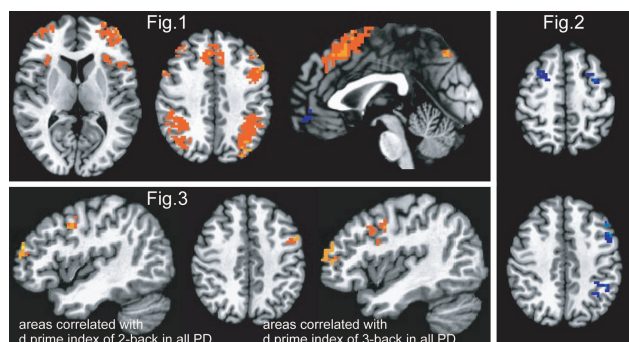 Fig.1
Fig.2
Fig.3
areas correlated with
d prime index of 2-back in all PD
areas correlated with
d prime index of 3-back in all PD